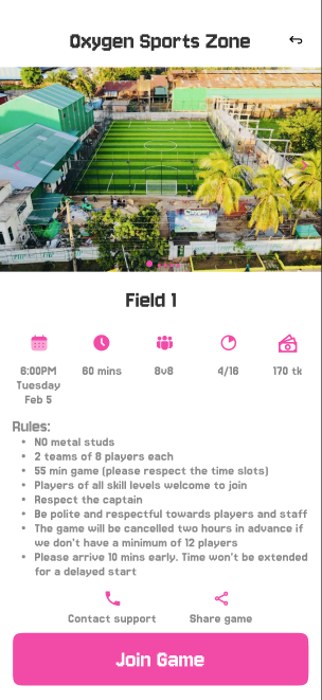 Oxygen Sports Zone
Field 1
6:00PM
Tuesday
Feb 5
60 mins
8v8
4/16
170 tk
Rules:
• NO metal studs
• 2 teams of 8 players each
• 55 min game (please respect the time slots)
• Players of all skill levels welcome to join
• Respect the captain
• Be polite and respectful towards players and staff
• The game will be cancelled two hours in advance if
we don't have a minimum of 12 players
• Please arrive 10 mins early. Time won't be extended
for a delayed start
Contact support
Share game
Join Game